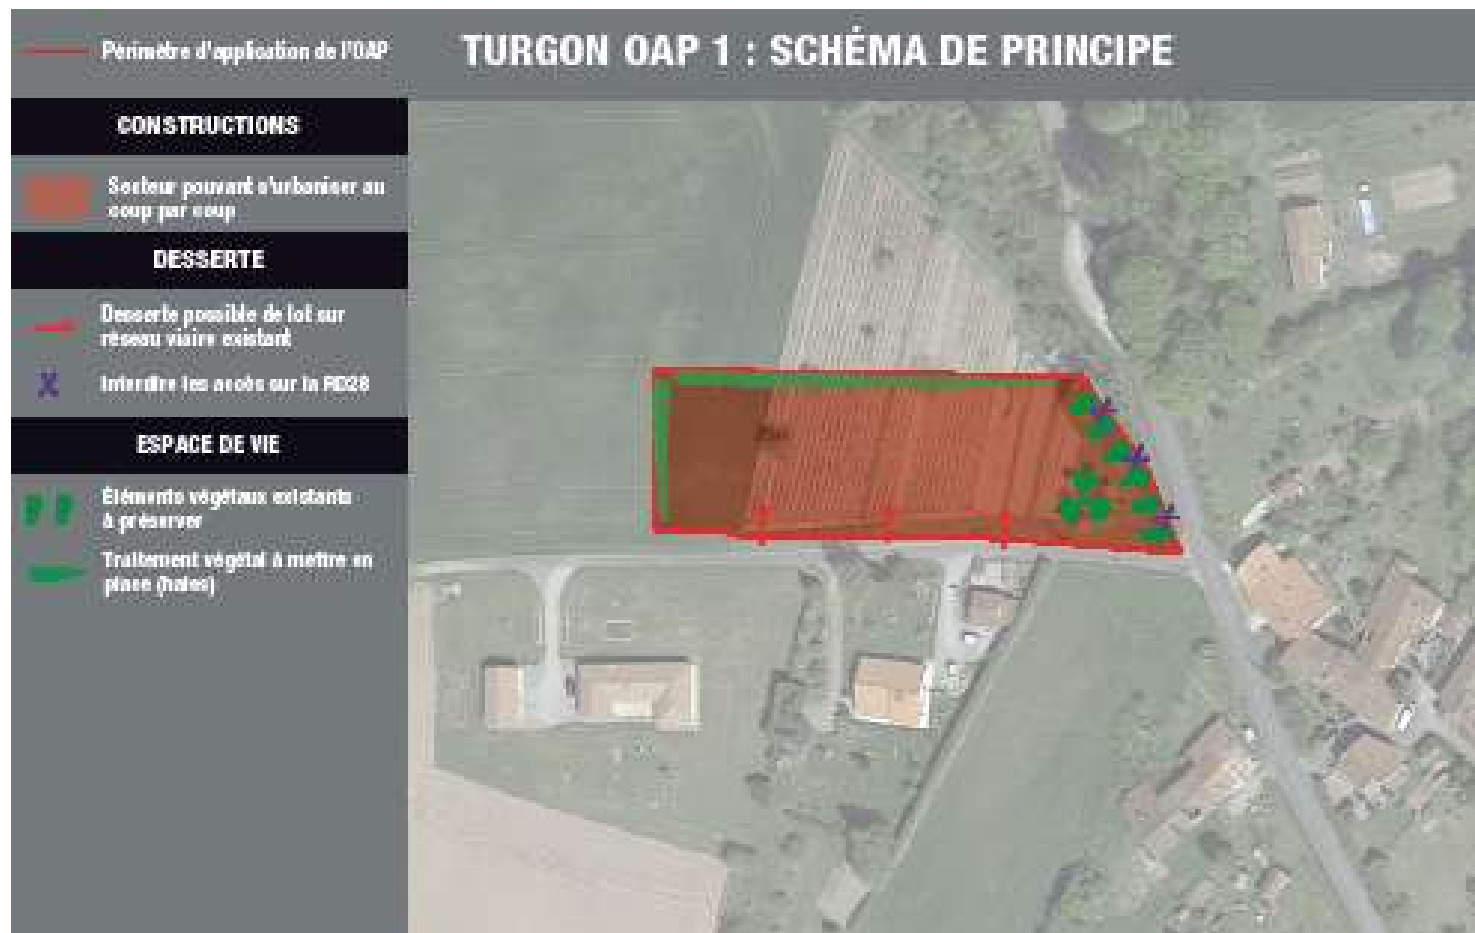 Périmètre d'application de l'OAP
TURGON OAP 1 : SCHÉMA DE PRINCIPE
CONSTRUCTIONS
Secteur pouvant s'urbaniser au
coup par coup
DESSERTE
Desserte possible de lot sur
réseau viaire existant
Interdire les accès sur la RD28
ESPACE DE VIE
Éléments végétaux existants
à préserver
Traitement végétal à mettre en
place (haies)